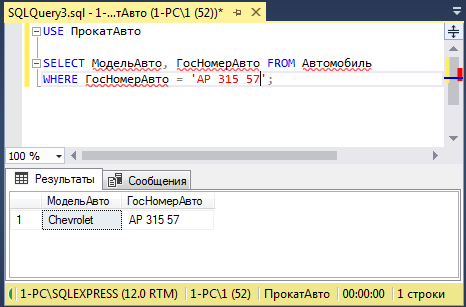 SQLQuery3.sql - 1-...тАвто (1-PC\1 (52))*
USE ПрокатАвто
SELECT МодельАвто, ГосНомерАвто FROM Автомобиль
WHERE ГосНомерАвто = 'АР 315 57';
100 %
Результаты Сообщения
МодельАвто ГосНомерАвто
1 Chevrolet АР 315 57
1-PC\SQLEXPRESS (12.0 RTM) 1-PC\1 (52) ПрокатАвто 00:00:00 1 строки